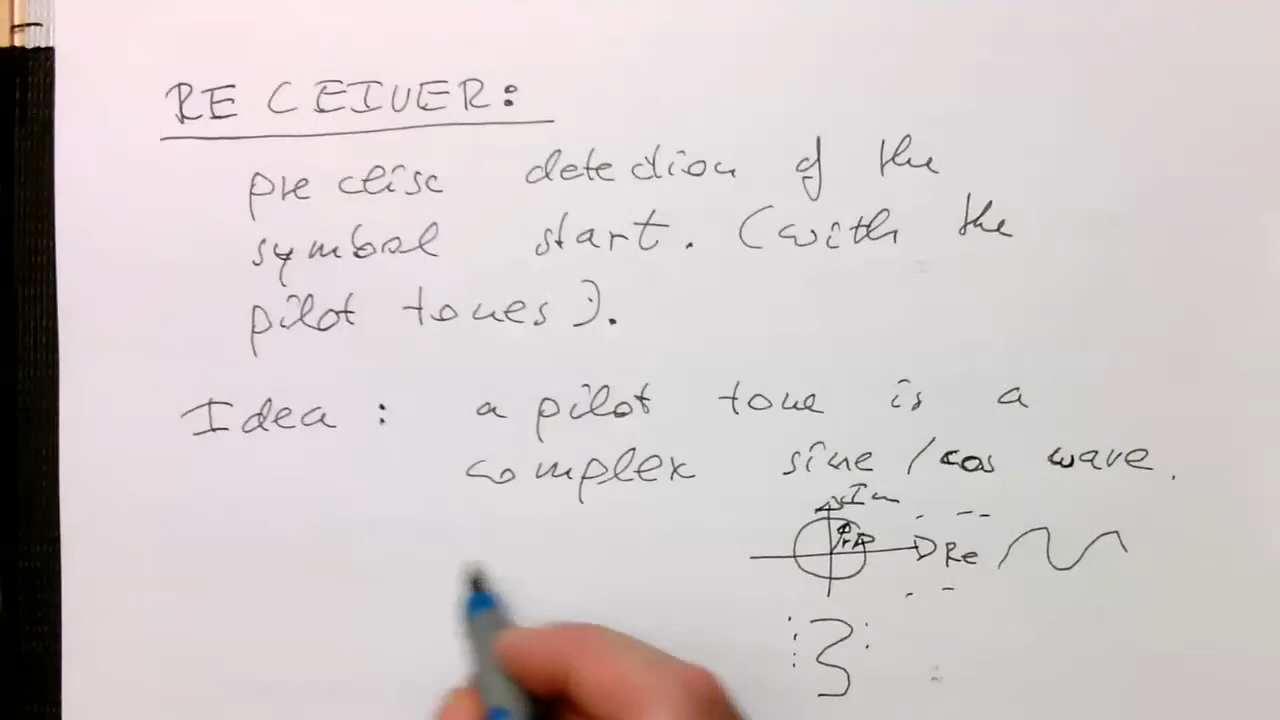 RECEIVER:
precise detection of the
symbol start. (with the
pilot tones).
Idea: a pilot tone is a
complex sine/cos wave.
Im
Re